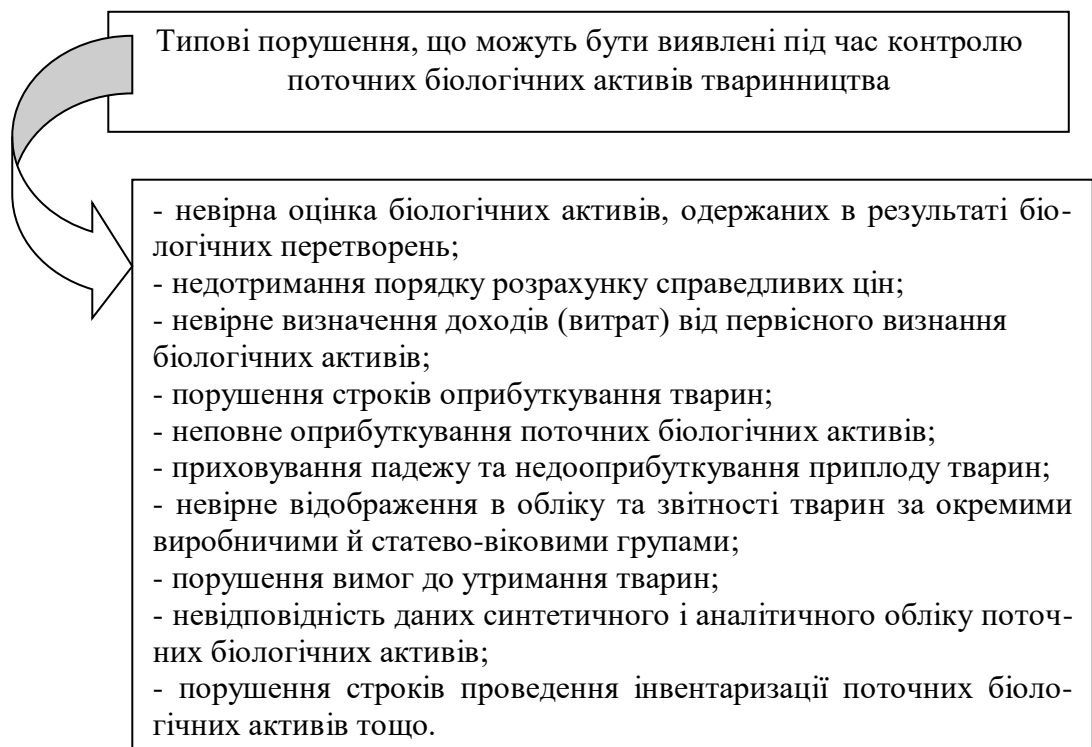 Типові порушення, що можуть бути виявлені під час контролю
поточних біологічних активів тваринництва
- невірна оцінка біологічних активів, одержаних в результаті біо-
логічних перетворень;
- недотримання порядку розрахунку справедливих цін;
- невірне визначення доходів (витрат) від первісного визнання
біологічних активів;
- порушення строків оприбуткування тварин;
- неповне оприбуткування поточних біологічних активів;
- приховування падежу та недооприбуткування приплоду тварин;
- невірне відображення в обліку та звітності тварин за окремими
виробничими й статево-віковими групами;
- порушення вимог до утримання тварин;
- невідповідність даних синтетичного і аналітичного обліку поточ-
них біологічних активів;
- порушення строків проведення інвентаризації поточних біоло-
гічних активів тощо.